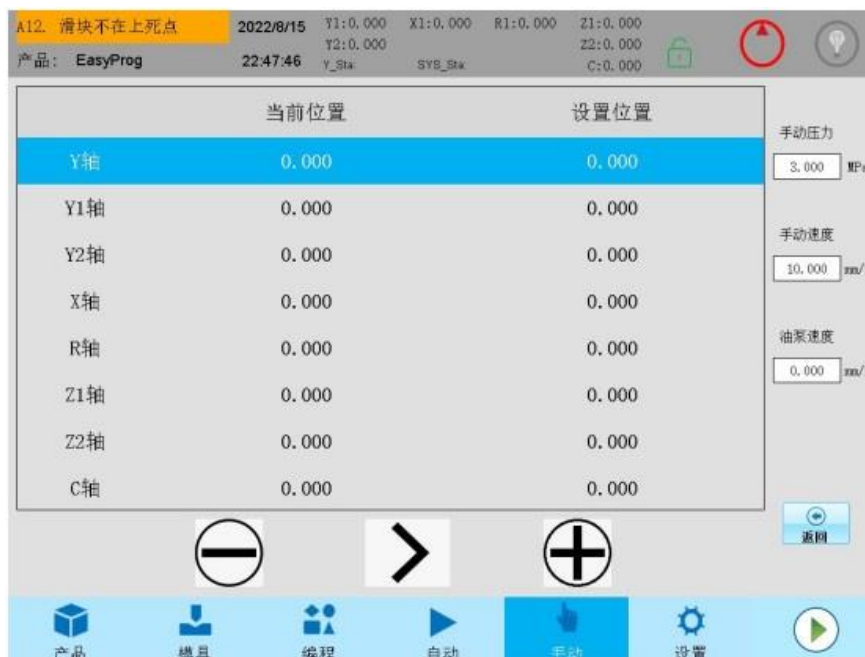 A12. 滑块不在上死点
产品: EasyProg
2022/8/15
22:47:46
Y1:0.000 X1:0.000 R1:0.000 Z1:0.000
Y2:0.000 Z2:0.000
Y_Sta: SYS_Sta: C:0.000
当前位置 设置位置
Y轴 0.000 0.000
Y1轴 0.000 0.000
Y2轴 0.000 0.000
X轴 0.000 0.000
R轴 0.000 0.000
Z1轴 0.000 0.000
Z2轴 0.000 0.000
C轴 0.000 0.000
手动压力
3.000 MPa
手动速度
10.000 mm/
油泵速度
0.000 mm/
返回
产品 模具 编程 自动 手动 设置